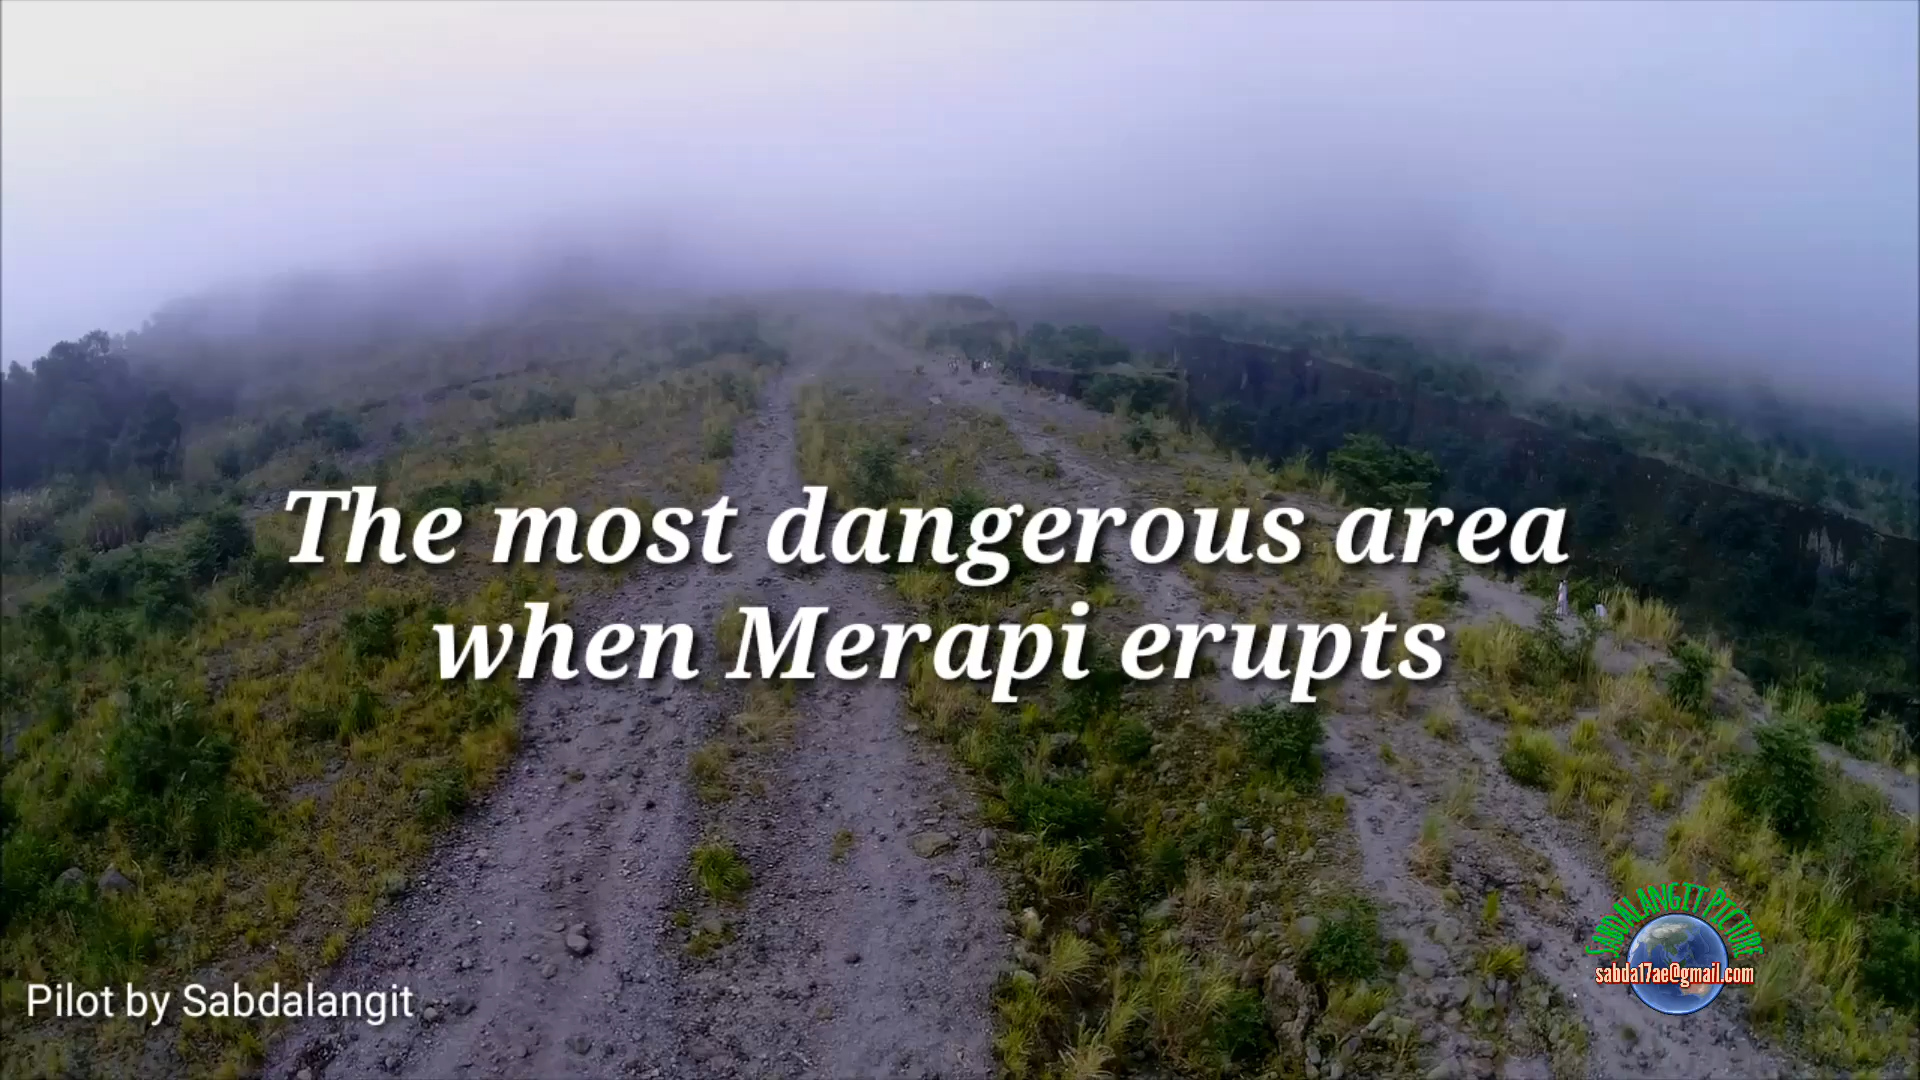 The most dangerous area
when Merapi erupts
SABDALANGIT PICTURE
sabda17ae@gmail.com
Pilot by Sabdalangit